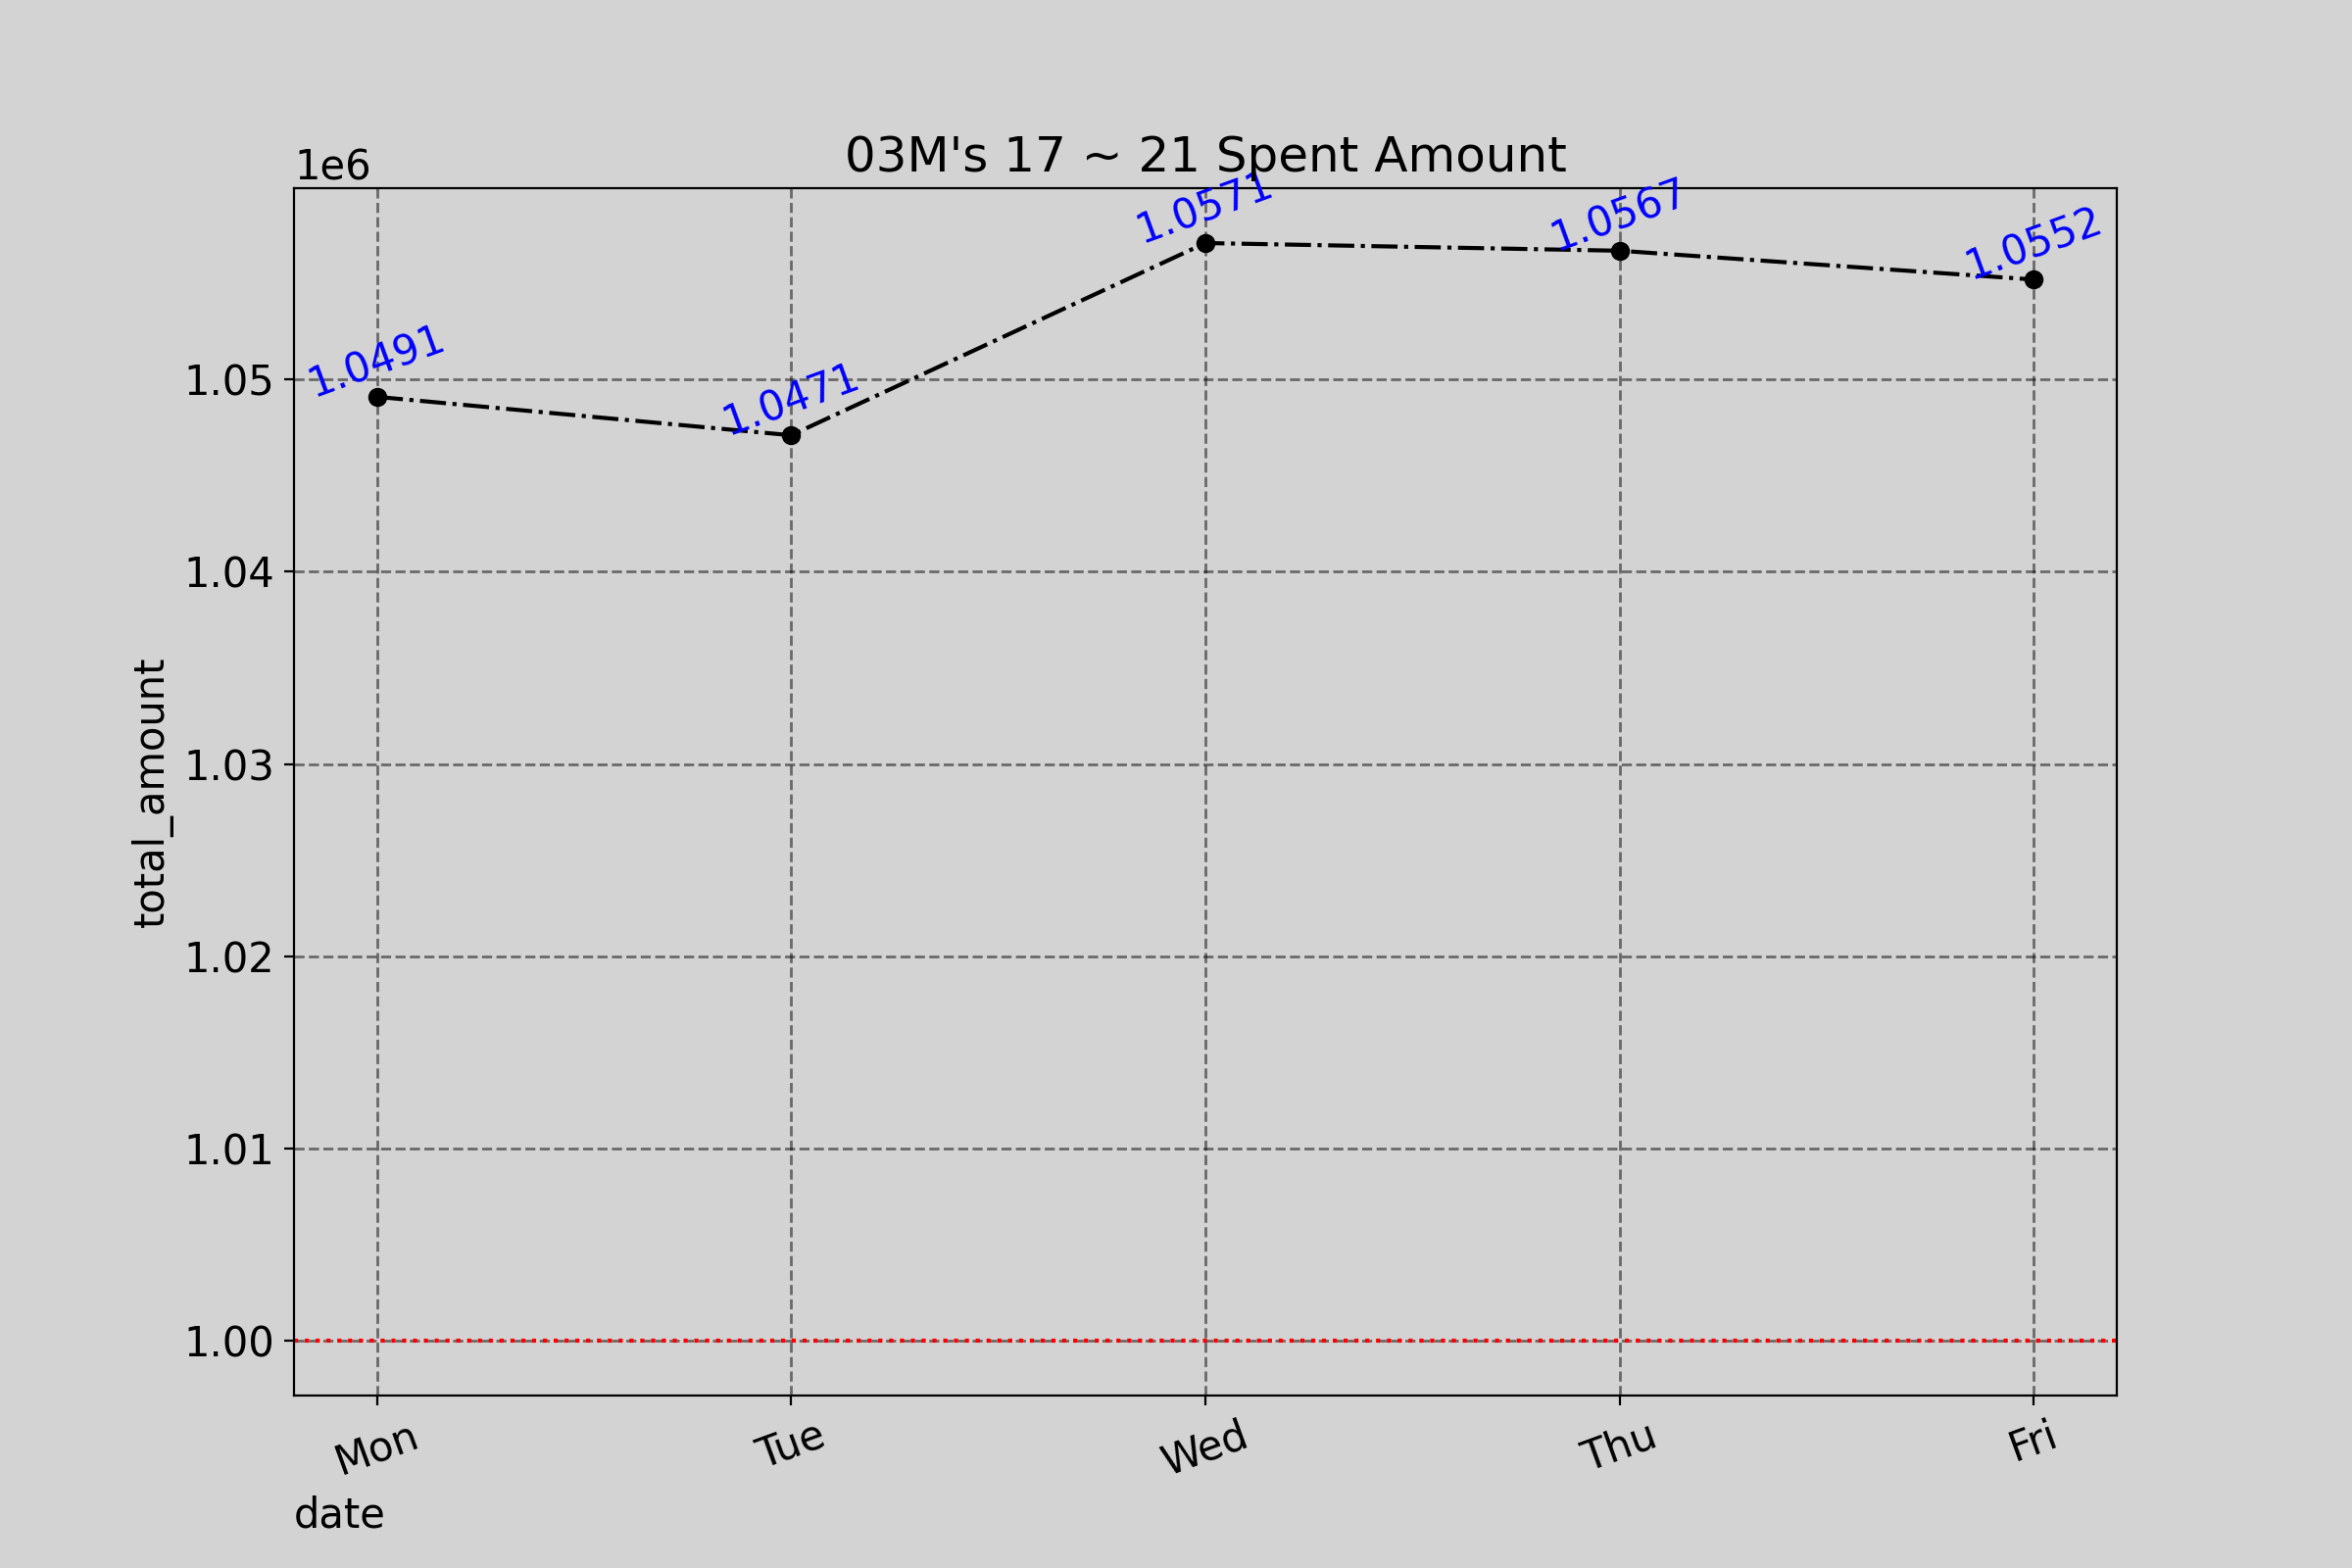 03M's 17 ~ 21 Spent Amount
1e6
1.0571
1.0567
1.0552
1.0491
1.0471
1.05
1.04
1.03
1.02
1.01
1.00
total_amount
Mon
Tue
Wed
Thu
Fri
date